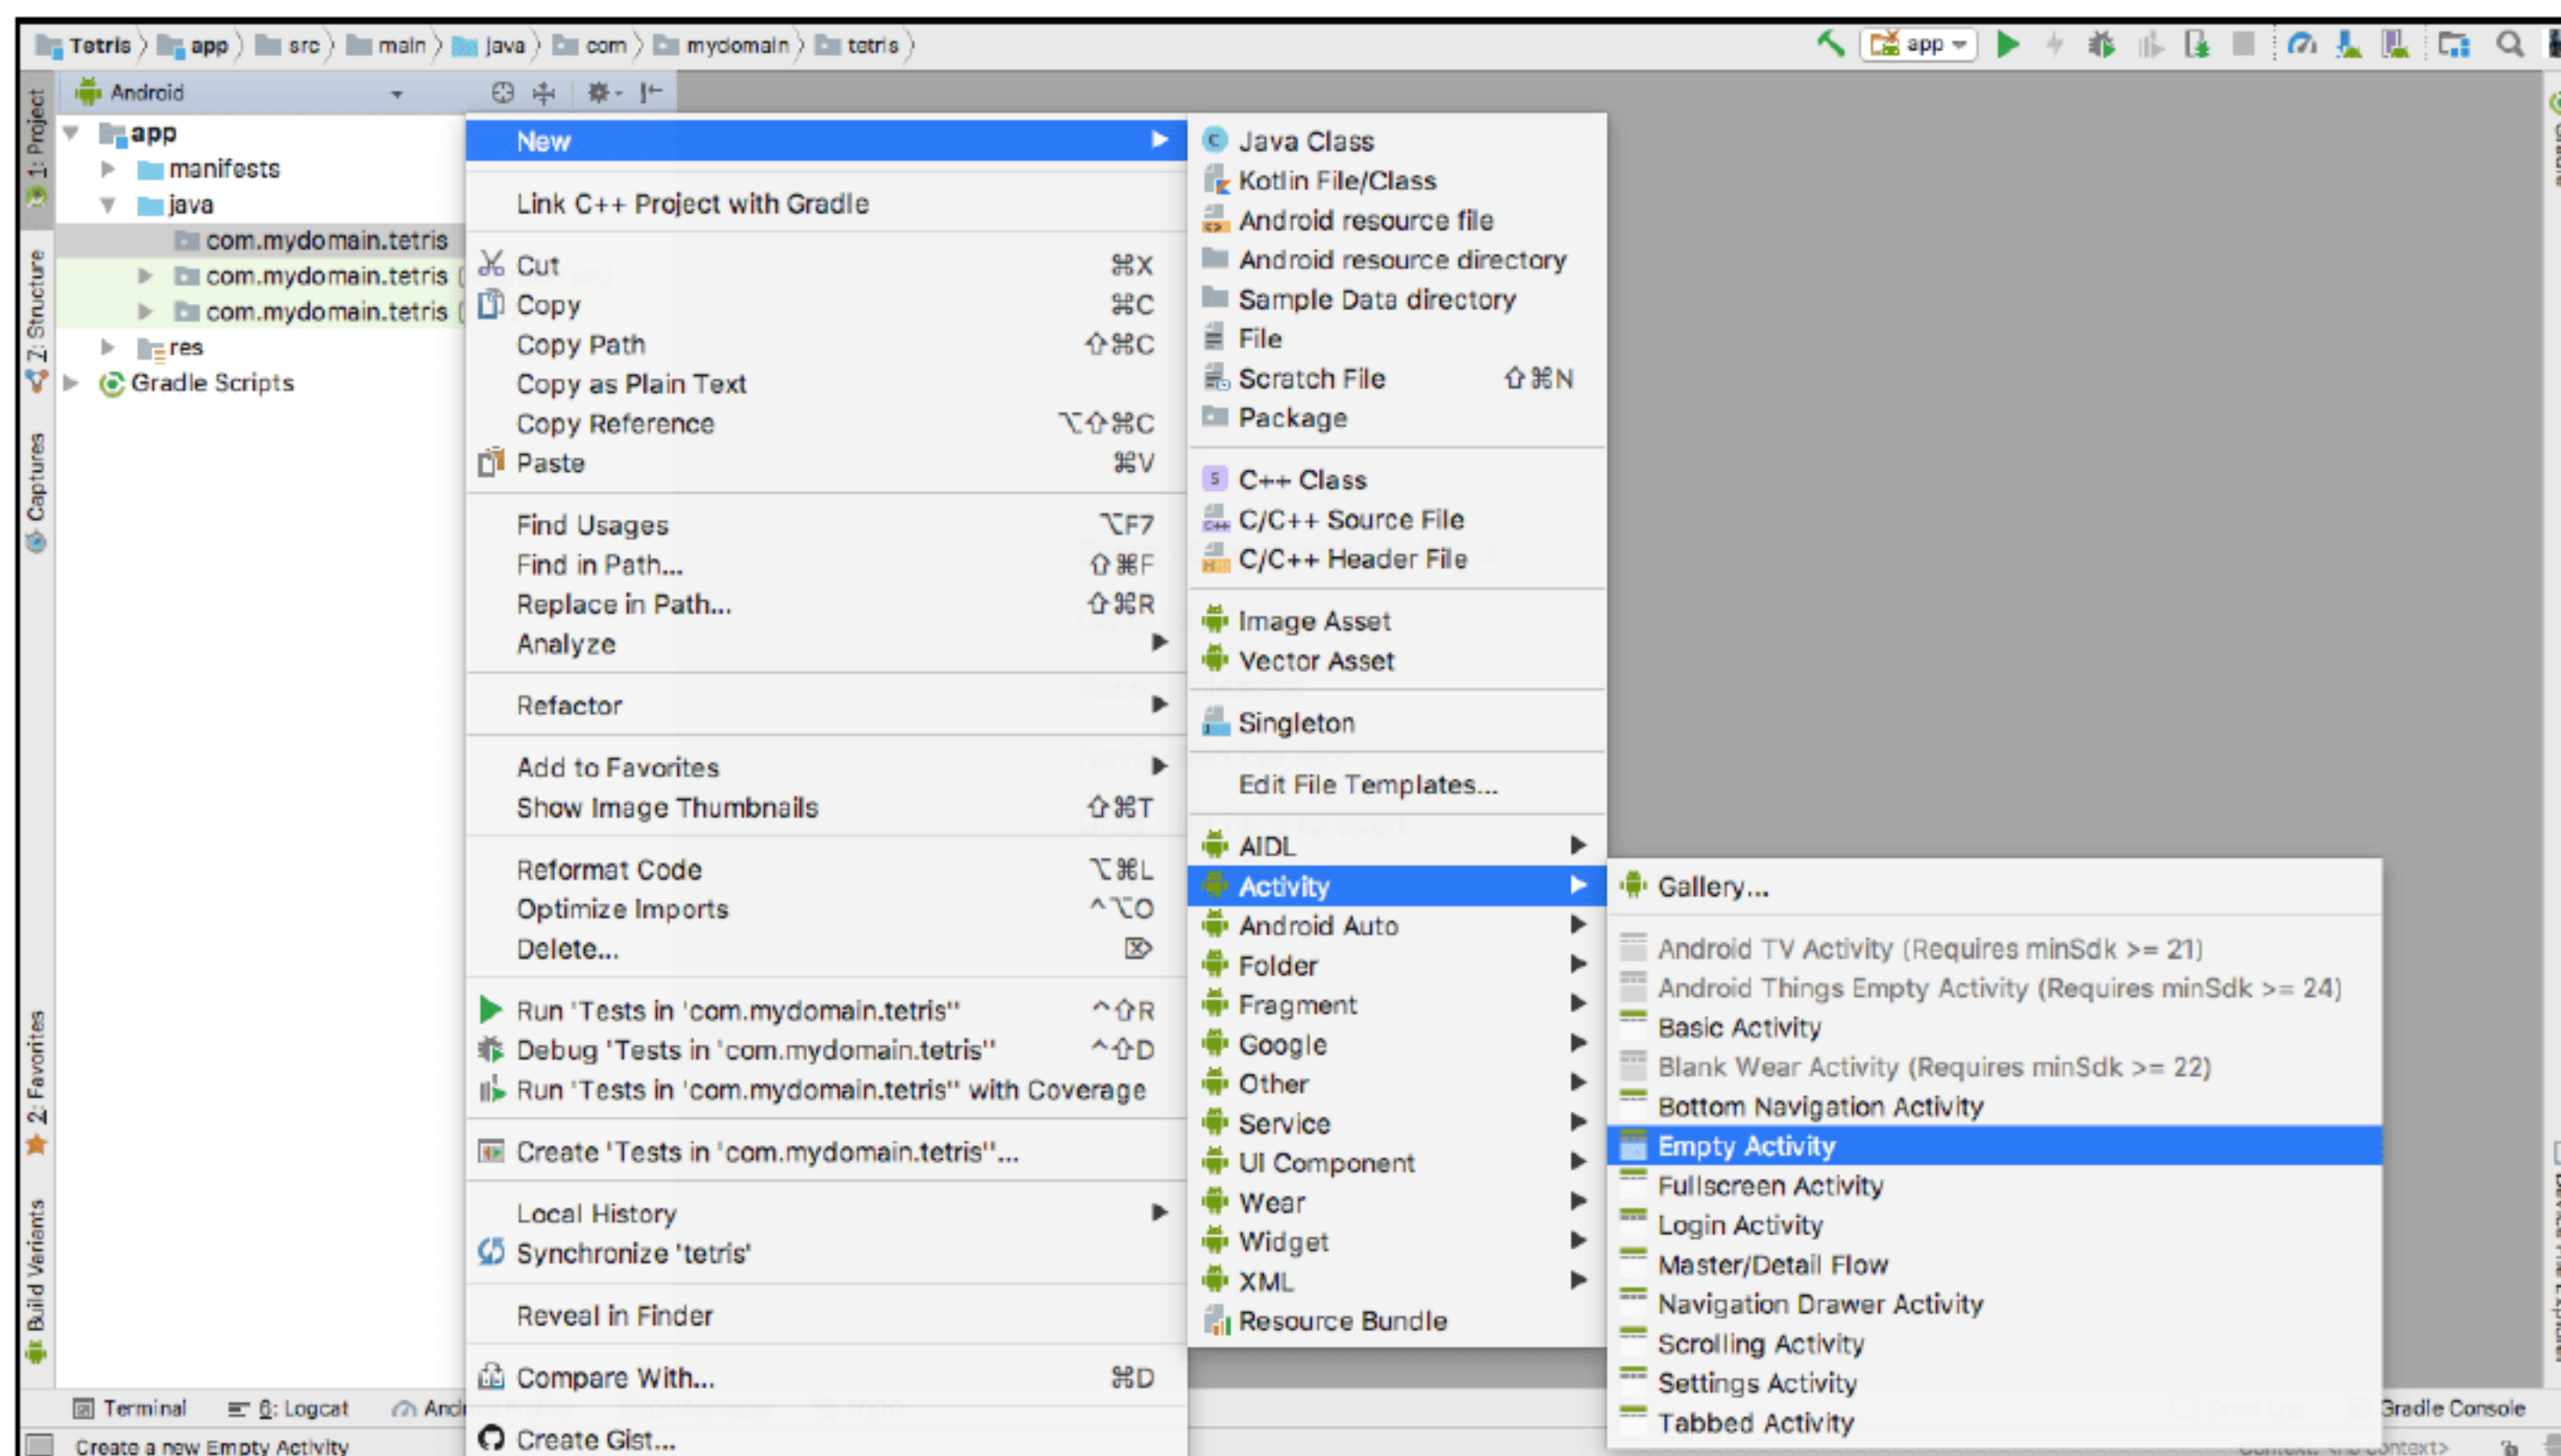 Tetris app src main java com mydomain tetris
app
Android
1: Project
Z: Structure
Captures
2: Favorites
Build Variants
app
manifests
java
com.mydomain.tetris
com.mydomain.tetris (
com.mydomain.tetris (
res
Gradle Scripts
New
Link C++ Project with Gradle
Cut ⌘X
Copy ⌘C
Copy Path ⇧⌘C
Copy as Plain Text
Copy Reference ⌥⇧⌘C
Paste ⌘V
Find Usages ⌥F7
Find in Path... ⇧⌘F
Replace in Path... ⇧⌘R
Analyze
Refactor
Add to Favorites
Show Image Thumbnails ⇧⌘T
Reformat Code ⌥⌘L
Optimize Imports ^⌥O
Delete... ⌦
Run 'Tests in 'com.mydomain.tetris'' ^⇧R
Debug 'Tests in 'com.mydomain.tetris'' ^⇧D
Run 'Tests in 'com.mydomain.tetris'' with Coverage
Create 'Tests in 'com.mydomain.tetris''...
Local History
Synchronize 'tetris'
Reveal in Finder
Compare With... ⌘D
Create Gist...
Java Class
Kotlin File/Class
Android resource file
Android resource directory
Sample Data directory
File
Scratch File ⇧⌘N
Package
C++ Class
C/C++ Source File
C/C++ Header File
Image Asset
Vector Asset
Singleton
Edit File Templates...
AIDL
Activity
Android Auto
Folder
Fragment
Google
Other
Service
UI Component
Wear
Widget
XML
Resource Bundle
Gallery...
Android TV Activity (Requires minSdk >= 21)
Android Things Empty Activity (Requires minSdk >= 24)
Basic Activity
Blank Wear Activity (Requires minSdk >= 22)
Bottom Navigation Activity
Empty Activity
Fullscreen Activity
Login Activity
Master/Detail Flow
Navigation Drawer Activity
Scrolling Activity
Settings Activity
Tabbed Activity
Terminal 6: Logcat Gradle Console
Create a new Empty Activity